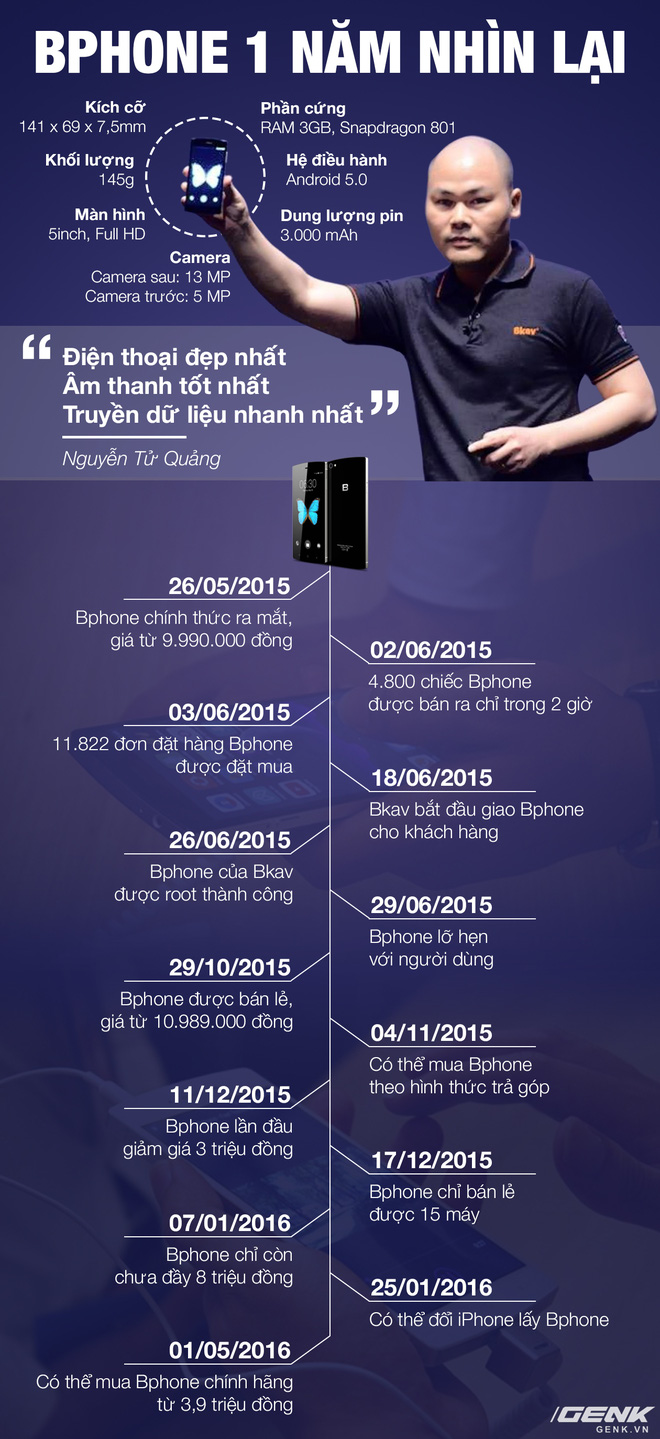 BPHONE 1 NĂM NHÌN LẠI
Kích cỡ
141 x 69 x 7,5mm
Khối lượng
145g
Màn hình
5inch, Full HD
Camera
Camera sau: 13 MP
Camera trước: 5 MP
Phần cứng
RAM 3GB, Snapdragon 801
Hệ điều hành
Android 5.0
Dung lượng pin
3.000 mAh
Bkav
“ Điện thoại đẹp nhất
Âm thanh tốt nhất
Truyền dữ liệu nhanh nhất ”
Nguyễn Tử Quảng
06:30
B
26/05/2015
Bphone chính thức ra mắt,
giá từ 9.990.000 đồng
02/06/2015
4.800 chiếc Bphone
được bán ra chỉ trong 2 giờ
03/06/2015
11.822 đơn đặt hàng Bphone
được đặt mua
18/06/2015
Bkav bắt đầu giao Bphone
cho khách hàng
26/06/2015
Bphone của Bkav
được root thành công
29/06/2015
Bphone lỡ hẹn
với người dùng
29/10/2015
Bphone được bán lẻ,
giá từ 10.989.000 đồng
04/11/2015
Có thể mua Bphone
theo hình thức trả góp
11/12/2015
Bphone lần đầu
giảm giá 3 triệu đồng
17/12/2015
Bphone chỉ bán lẻ
được 15 máy
07/01/2016
Bphone chỉ còn
chưa đầy 8 triệu đồng
25/01/2016
Có thể đổi iPhone lấy Bphone
01/05/2016
Có thể mua Bphone chính hãng
từ 3,9 triệu đồng
GENK
GENK.VN